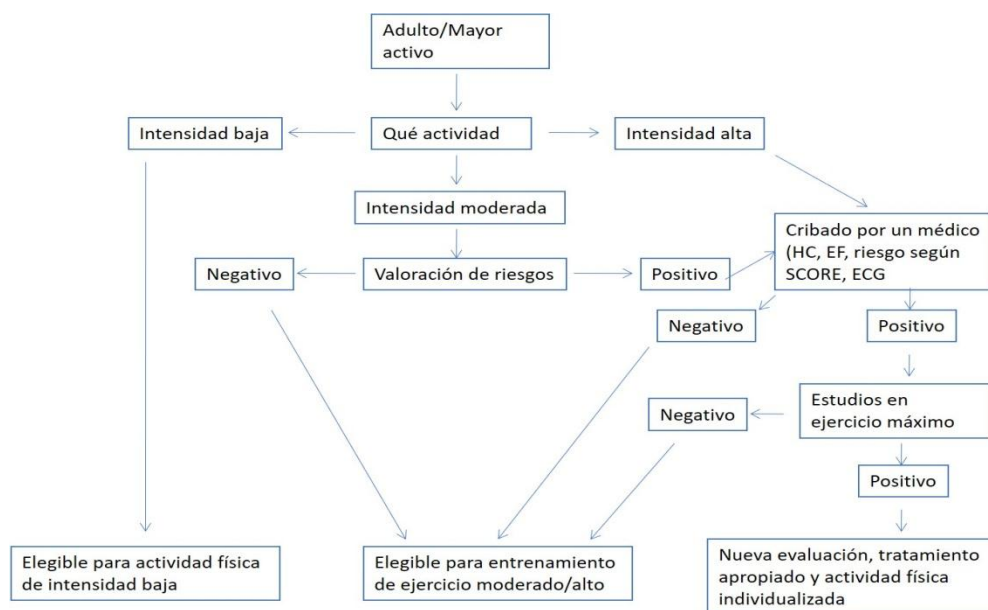 Adulto/Mayor
activo
Intensidad baja
Qué actividad
Intensidad alta
Intensidad moderada
Cribado por un médico
(HC, EF, riesgo según
SCORE, ECG
Negativo
Valoración de riesgos
Positivo
Negativo
Positivo
Negativo
Estudios en
ejercicio máximo
Positivo
Elegible para actividad física
de intensidad baja
Elegible para entrenamiento
de ejercicio moderado/alto
Nueva evaluación, tratamiento
apropiado y actividad física
individualizada